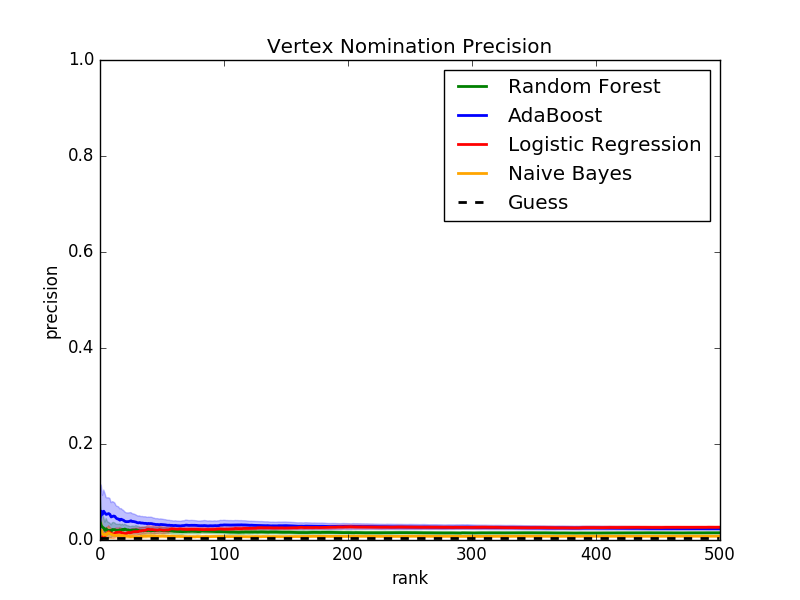 Vertex Nomination Precision
1.0
0.8
0.6
0.4
0.2
0.0
precision
Random Forest
AdaBoost
Logistic Regression
Naive Bayes
Guess
0
100
200
300
400
500
rank